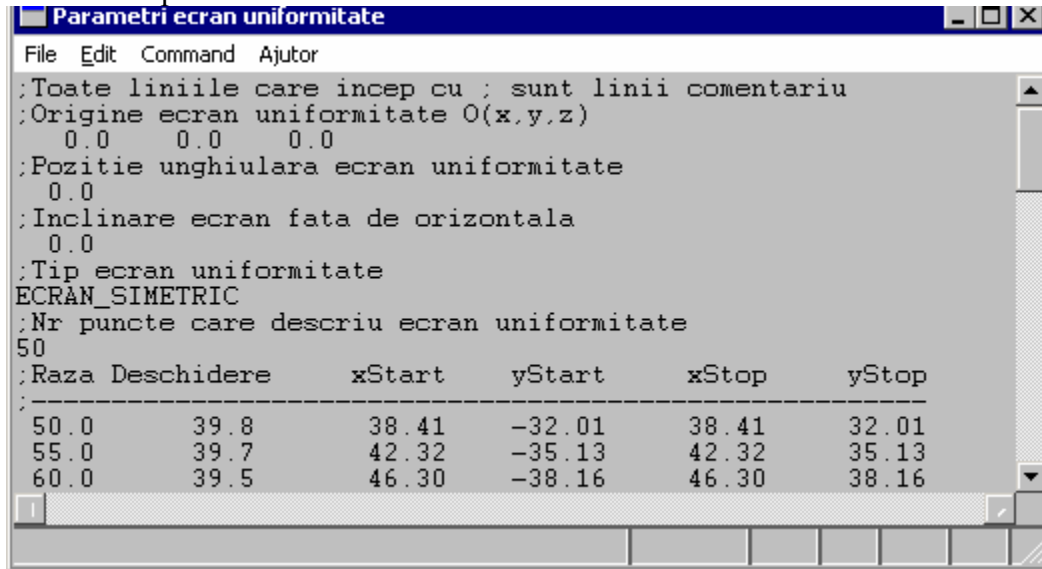 Parametri ecran uniformitate
File Edit Command Ajutor
;Toate liniile care incep cu ; sunt linii comentariu
;Origine ecran uniformitate O(x,y,z)
0.0 0.0 0.0
;Pozitie unghiulara ecran uniformitate
0.0
;Inclinare ecran fata de orizontala
0.0
;Tip ecran uniformitate
ECRAN_SIMETRIC
;Nr puncte care descriu ecran uniformitate
50
;Raza Deschidere xStart yStart xStop yStop
;--------------------------------------------------------
50.0 39.8 38.41 -32.01 38.41 32.01
55.0 39.7 42.32 -35.13 42.32 35.13
60.0 39.5 46.30 -38.16 46.30 38.16